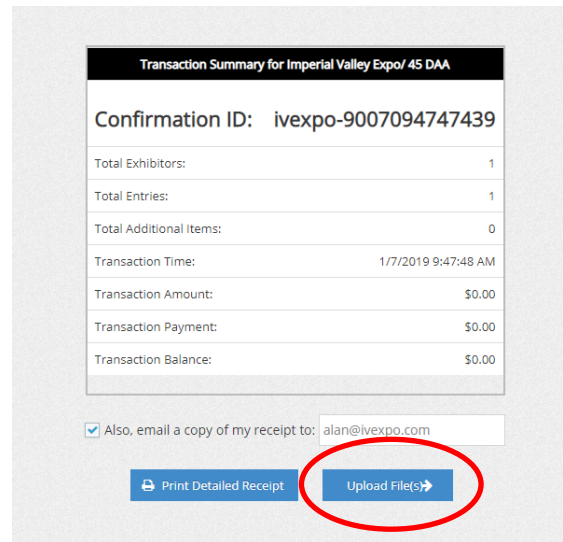 Transaction Summary for Imperial Valley Expo/ 45 DAA
Confirmation ID: ivexpo-9007094747439
Total Exhibitors: 1
Total Entries: 1
Total Additional Items: 0
Transaction Time: 1/7/2019 9:47:48 AM
Transaction Amount: $0.00
Transaction Payment: $0.00
Transaction Balance: $0.00
Also, email a copy of my receipt to: alan@ivexpo.com
Print Detailed Receipt Upload File(s)